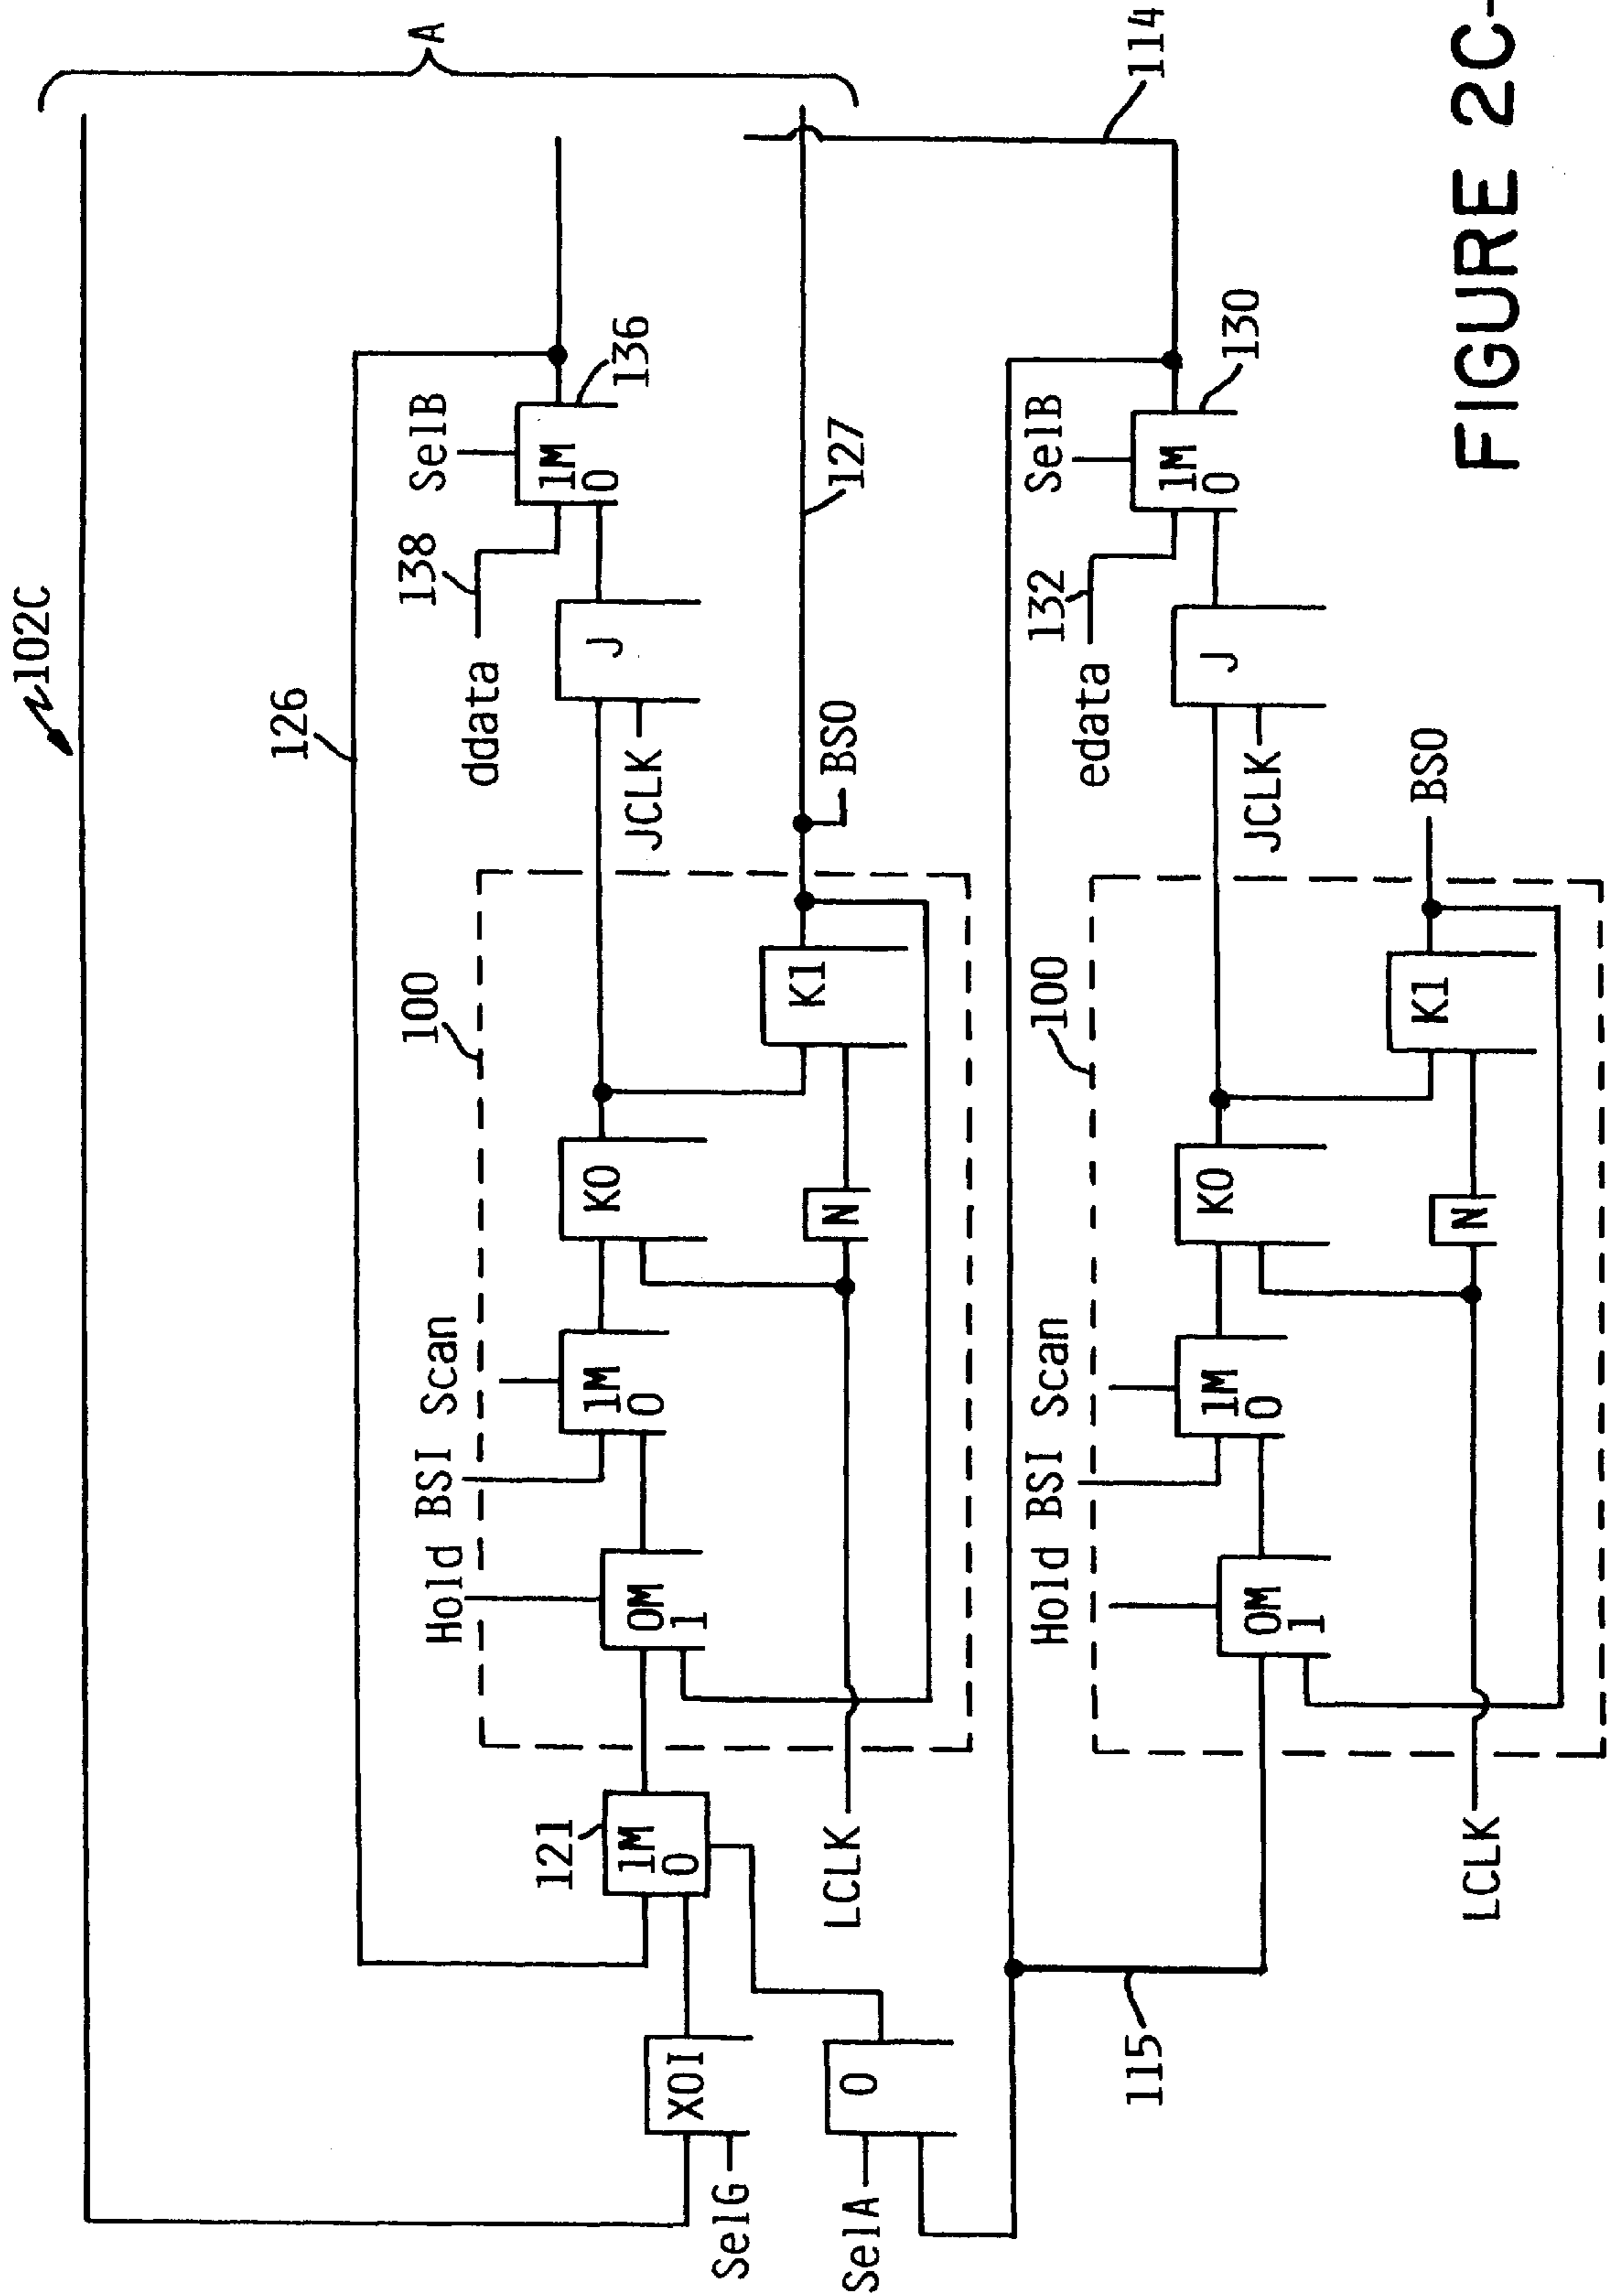 102C
A
126
SelB
138
136
ddata
J
1M
0
JCLK
100
Hold BSI Scan
K0
1M
0
0M
1
121
1M
0
XOI
SelG
N
K1
BSO
127
LCLK
O
SelA
114
SelB
132
130
edata
J
1M
0
JCLK
100
Hold BSI Scan
K0
1M
0
0M
1
115
N
K1
BSO
LCLK
FIGURE 2C-